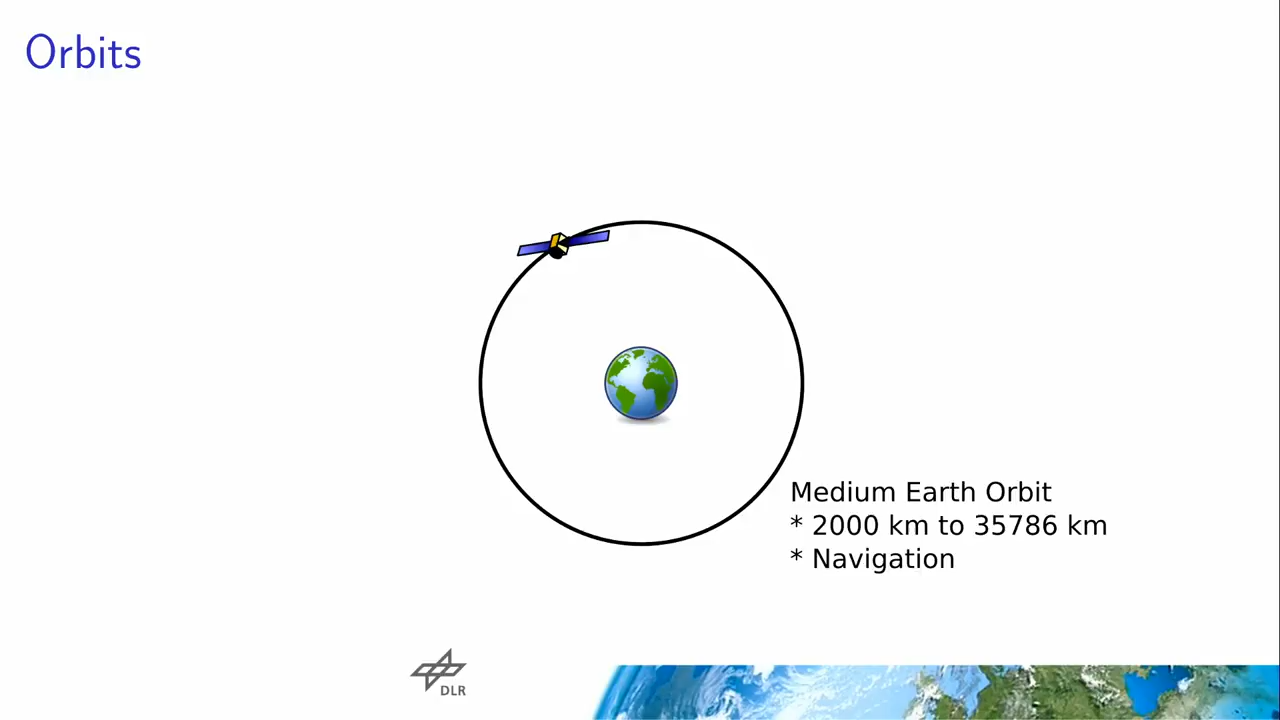 Orbits
Medium Earth Orbit
* 2000 km to 35786 km
* Navigation
DLR